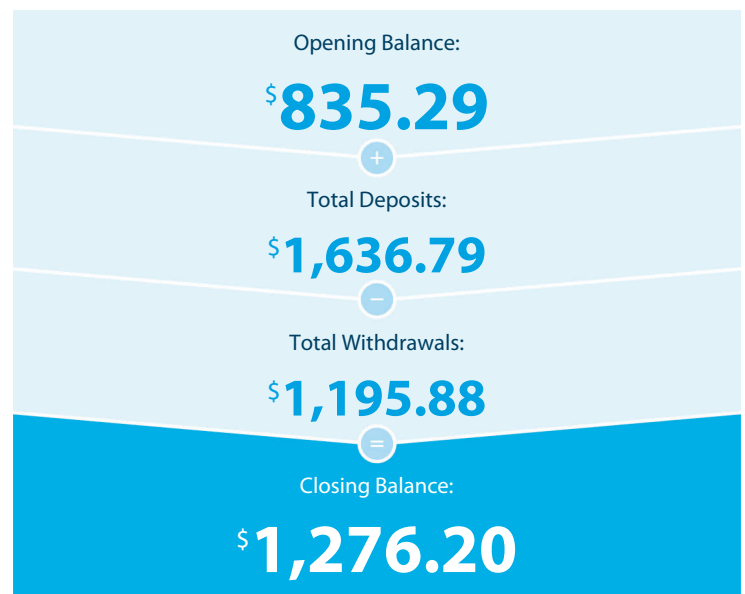 Opening Balance:
$835.29
+
Total Deposits:
$1,636.79
−
Total Withdrawals:
$1,195.88
=
Closing Balance:
$1,276.20